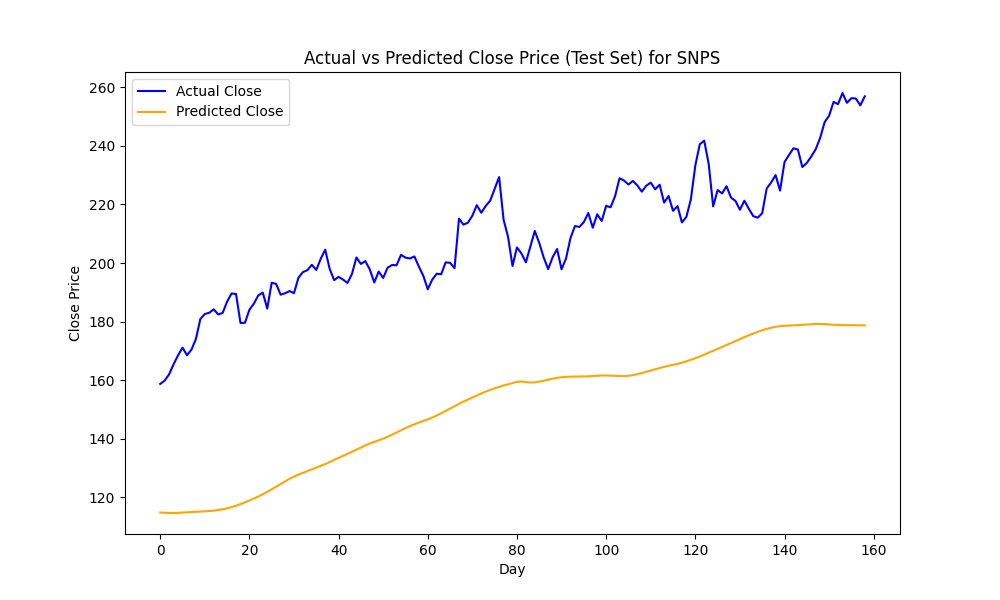 Actual vs Predicted Close Price (Test Set) for SNPS
Actual Close
Predicted Close
Close Price
260
240
220
200
180
160
140
120
0 20 40 60 80 100 120 140 160
Day